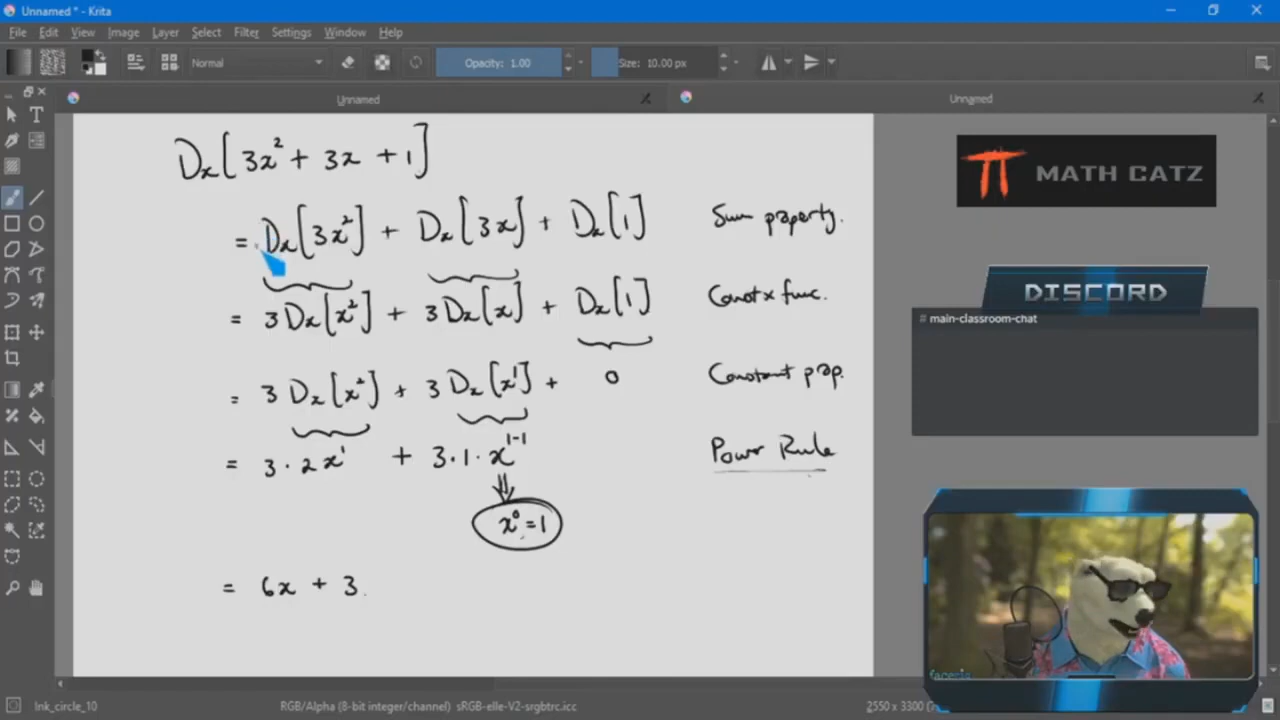 Unnamed * - Krita
File Edit View Image Layer Select Filter Settings Window Help
Normal Opacity: 1.00 Size: 10.00 px
Unnamed Unnamed
Dx[3x² + 3x + 1]
= Dx[3x²] + Dx[3x] + Dx[1] Sum property.
= 3Dx[x²] + 3Dx[x] + Dx[1] Const x func.
= 3Dx[x²] + 3Dx[x¹] + 0 Constant prop.
= 3·2x¹ + 3·1·x¹⁻¹ Power Rule
⇓
x⁰ = 1
= 6x + 3.
MATH CATZ
DISCORD
# main-classroom-chat
facerig
Ink_circle_10 RGB/Alpha (8-bit integer/channel) sRGB-elle-V2-srgbtrc.icc 2550 x 3300 (7